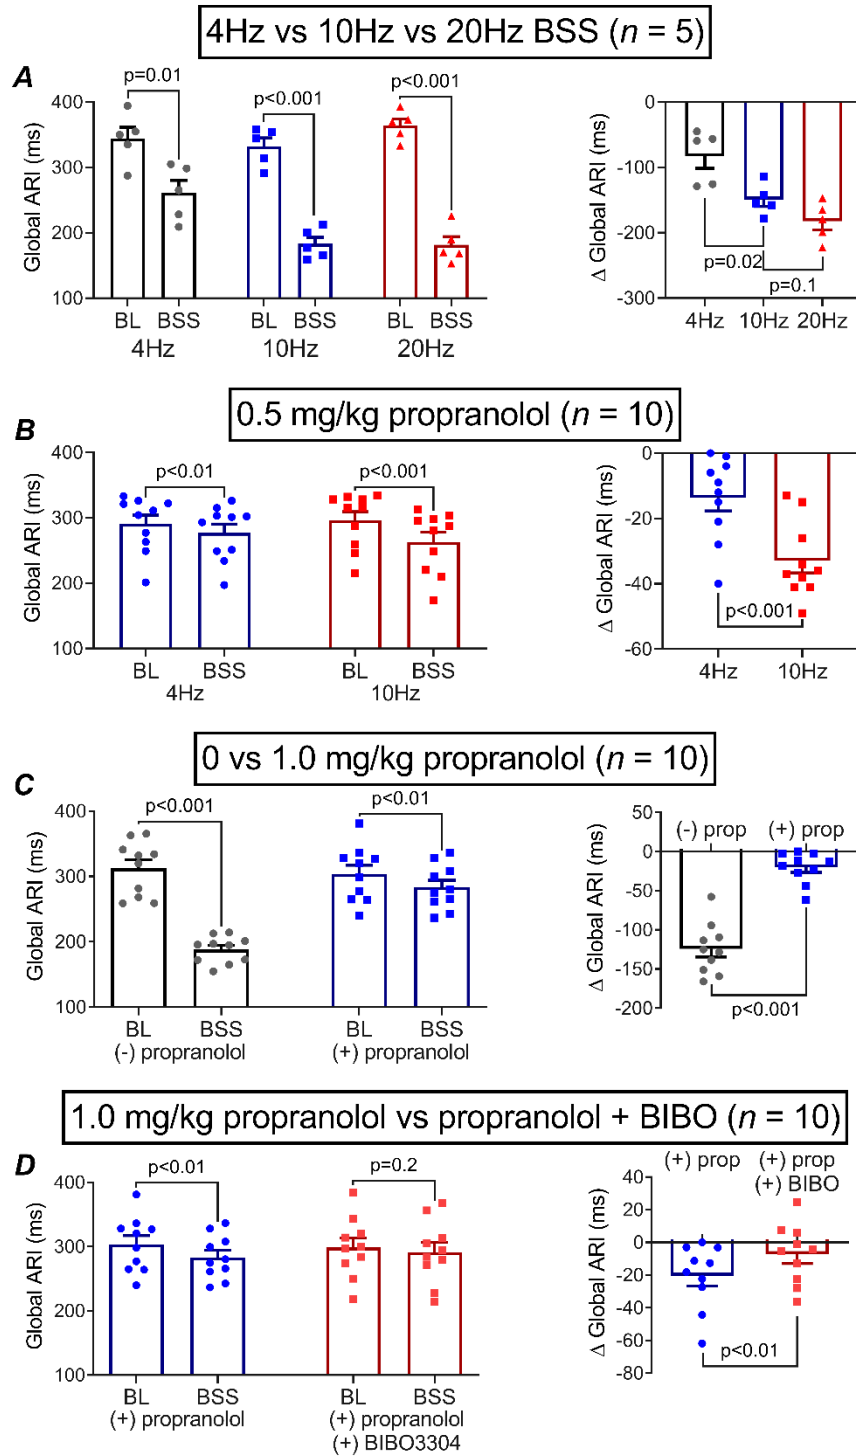 4Hz vs 10Hz vs 20Hz BSS (n = 5)
A
p=0.01
p<0.001
p<0.001
Global ARI (ms)
400
300
200
100
BL BSS BL BSS BL BSS
4Hz 10Hz 20Hz
Δ Global ARI (ms)
0
-100
-200
-300
p=0.02
p=0.1
4Hz 10Hz 20Hz
0.5 mg/kg propranolol (n = 10)
B
p<0.01
p<0.001
Global ARI (ms)
400
300
200
100
BL BSS BL BSS
4Hz 10Hz
Δ Global ARI (ms)
0
-20
-40
-60
p<0.001
4Hz 10Hz
0 vs 1.0 mg/kg propranolol (n = 10)
C
p<0.001
p<0.01
Global ARI (ms)
400
300
200
100
BL BSS BL BSS
(-) propranolol (+) propranolol
Δ Global ARI (ms)
50
0
-50
-100
-150
-200
(-) prop (+) prop
p<0.001
1.0 mg/kg propranolol vs propranolol + BIBO (n = 10)
D
p<0.01
p=0.2
Global ARI (ms)
400
300
200
100
BL BSS BL BSS
(+) propranolol (+) propranolol
(+) BIBO3304
Δ Global ARI (ms)
40
20
0
-20
-40
-60
-80
(+) prop (+) prop
(+) BIBO
p<0.01